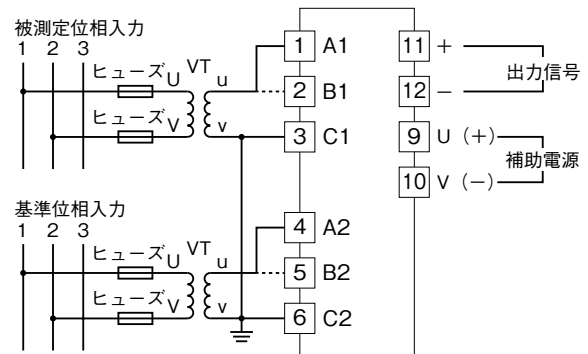 被測定位相入力
1 2 3
ヒューズ U VT u
ヒューズ V v
1 A1
2 B1
3 C1
基準位相入力
1 2 3
ヒューズ U VT u
ヒューズ V v
4 A2
5 B2
6 C2
11 +
12 −
出力信号
9 U (+)
10 V (−)
補助電源